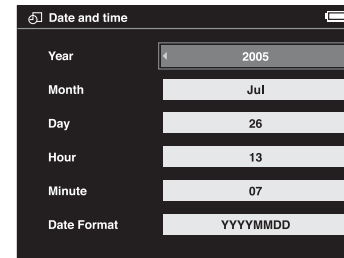 Date and time
Year 2005
Month Jul
Day 26
Hour 13
Minute 07
Date Format YYYYMMDD